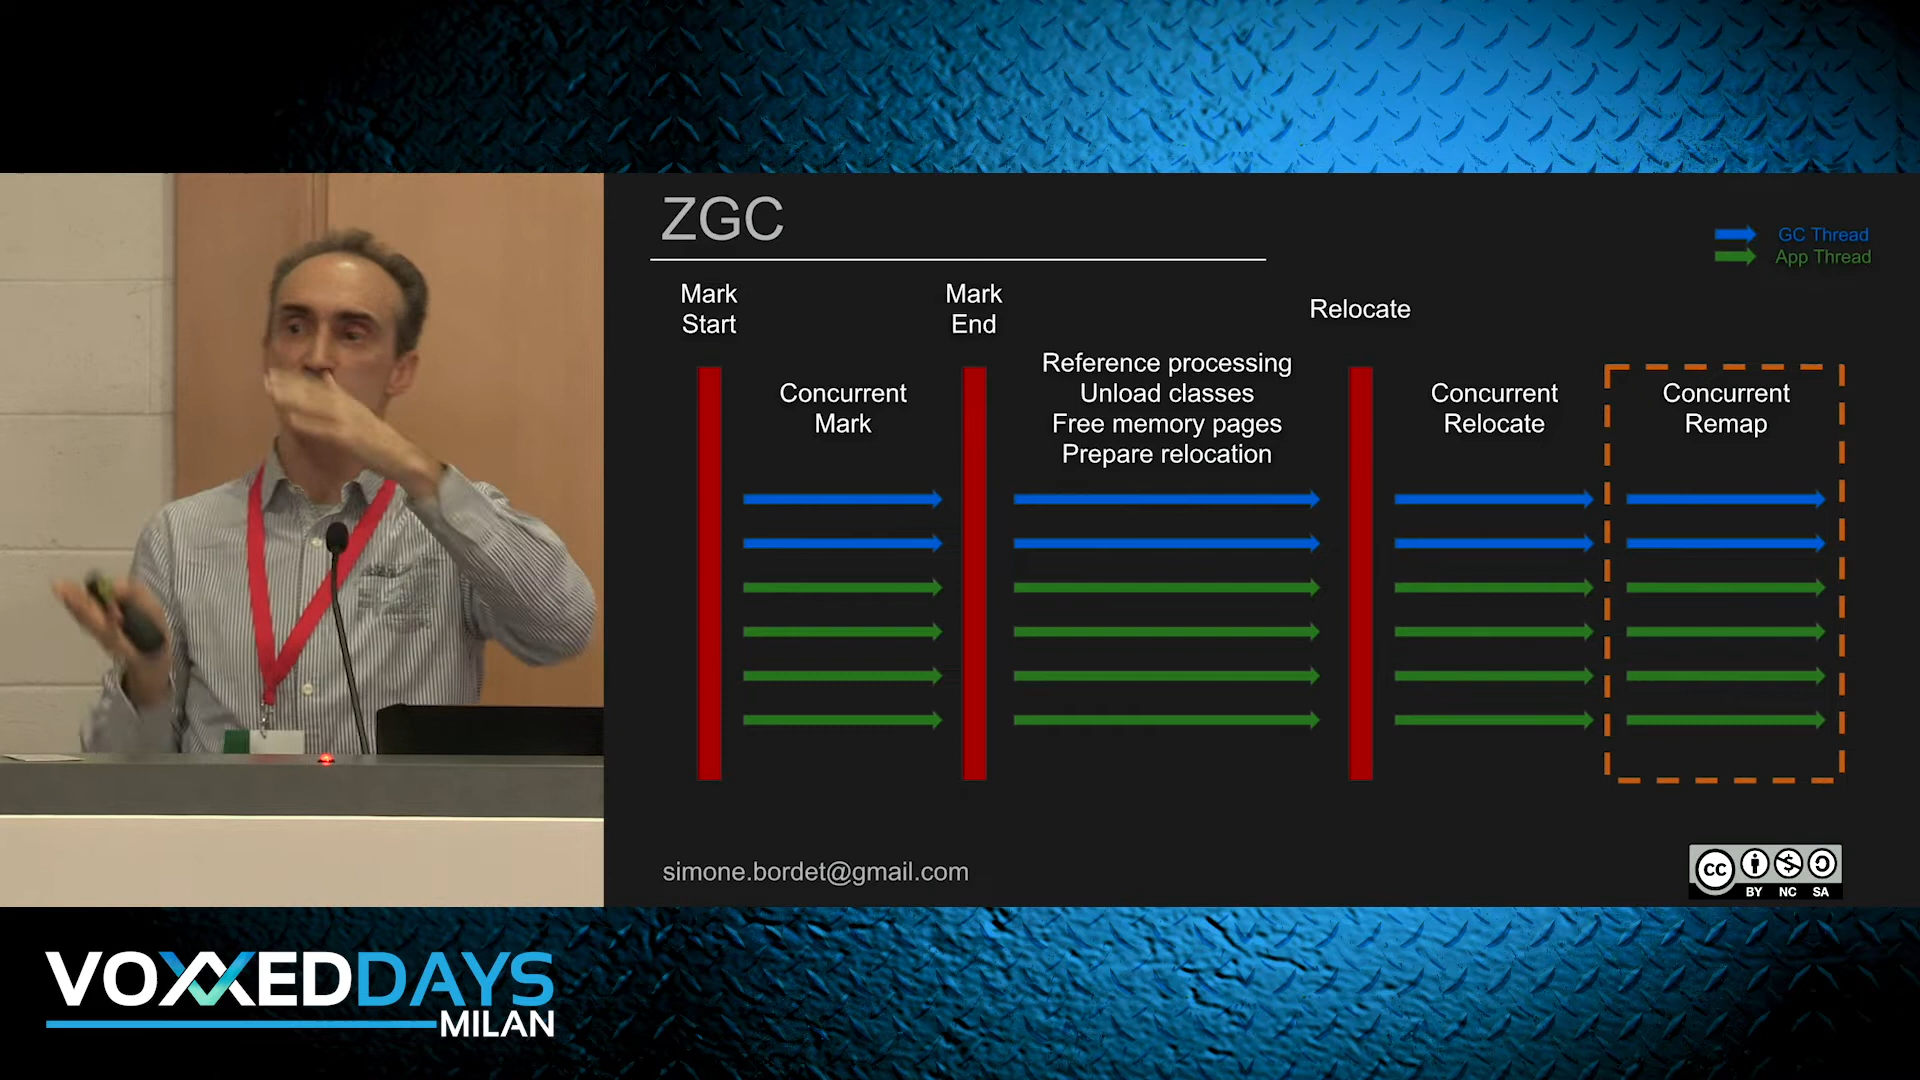 ZGC
GC Thread
App Thread
Mark
Start
Mark
End
Relocate
Reference processing
Unload classes
Free memory pages
Prepare relocation
Concurrent
Mark
Concurrent
Relocate
Concurrent
Remap
simone.bordet@gmail.com
cc
BY NC SA
VOXXEDDAYS
MILAN